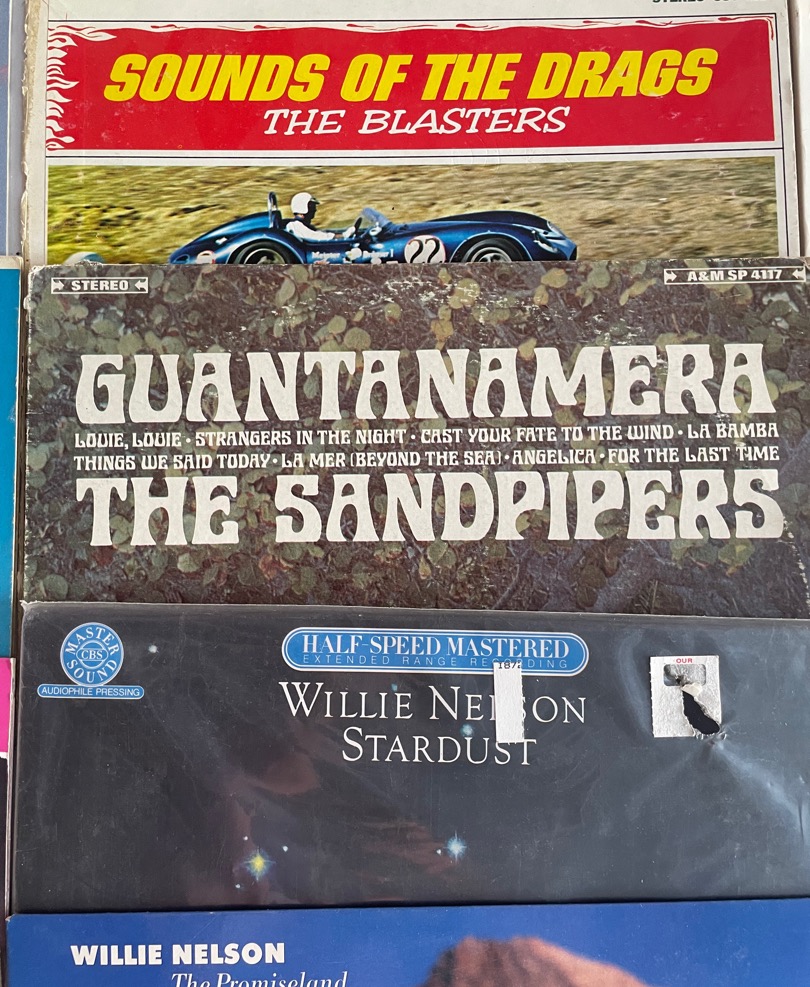 SOUNDS OF THE DRAGS
THE BLASTERS
22
STEREO
A&M SP 4117
GUANTANAMERA
LOUIE, LOUIE • STRANGERS IN THE NIGHT • CAST YOUR FATE TO THE WIND • LA BAMBA
THINGS WE SAID TODAY • LA MER (BEYOND THE SEA) • ANGELICA • FOR THE LAST TIME
THE SANDPIPERS
MASTER
CBS
SOUND
AUDIOPHILE PRESSING
HALF-SPEED MASTERED
EXTENDED RANGE RECORDING
OUR
WILLIE NELSON
STARDUST
WILLIE NELSON
The Promiseland